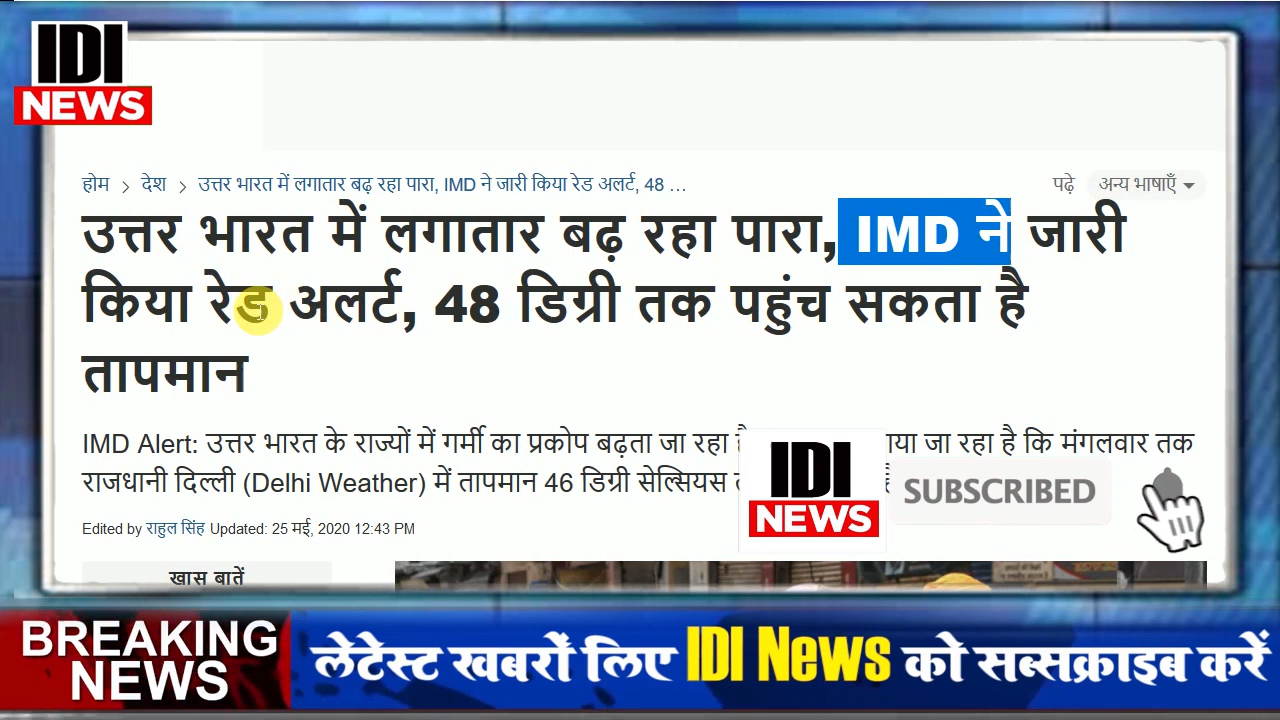 IDI
NEWS
होम > देश > उत्तर भारत में लगातार बढ़ रहा पारा, IMD ने जारी किया रेड अलर्ट, 48 ...
पढ़े अन्य भाषाएँ
उत्तर भारत में लगातार बढ़ रहा पारा, IMD ने जारी
किया रेड अलर्ट, 48 डिग्री तक पहुंच सकता है
तापमान
IMD Alert: उत्तर भारत के राज्यों में गर्मी का प्रकोप बढ़ता जा रहा जा रहा है कि मंगलवार तक
राजधानी दिल्ली (Delhi Weather) में तापमान 46 डिग्री सेल्सियस
IDI
NEWS
SUBSCRIBED
Edited by राहुल सिंह Updated: 25 मई, 2020 12:43 PM
खास बातें
BREAKING
NEWS
लेटेस्ट खबरों लिए IDI News को सब्सक्राइब करें